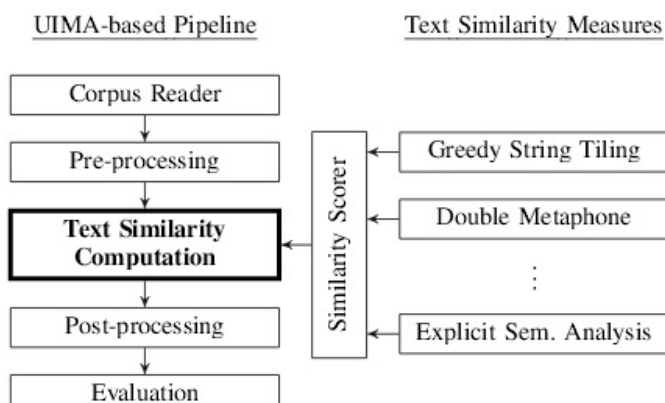 UIMA-based Pipeline
Corpus Reader
Pre-processing
Text Similarity
Computation
Post-processing
Evaluation
Similarity Scorer
Text Similarity Measures
Greedy String Tiling
Double Metaphone
⋮
Explicit Sem. Analysis